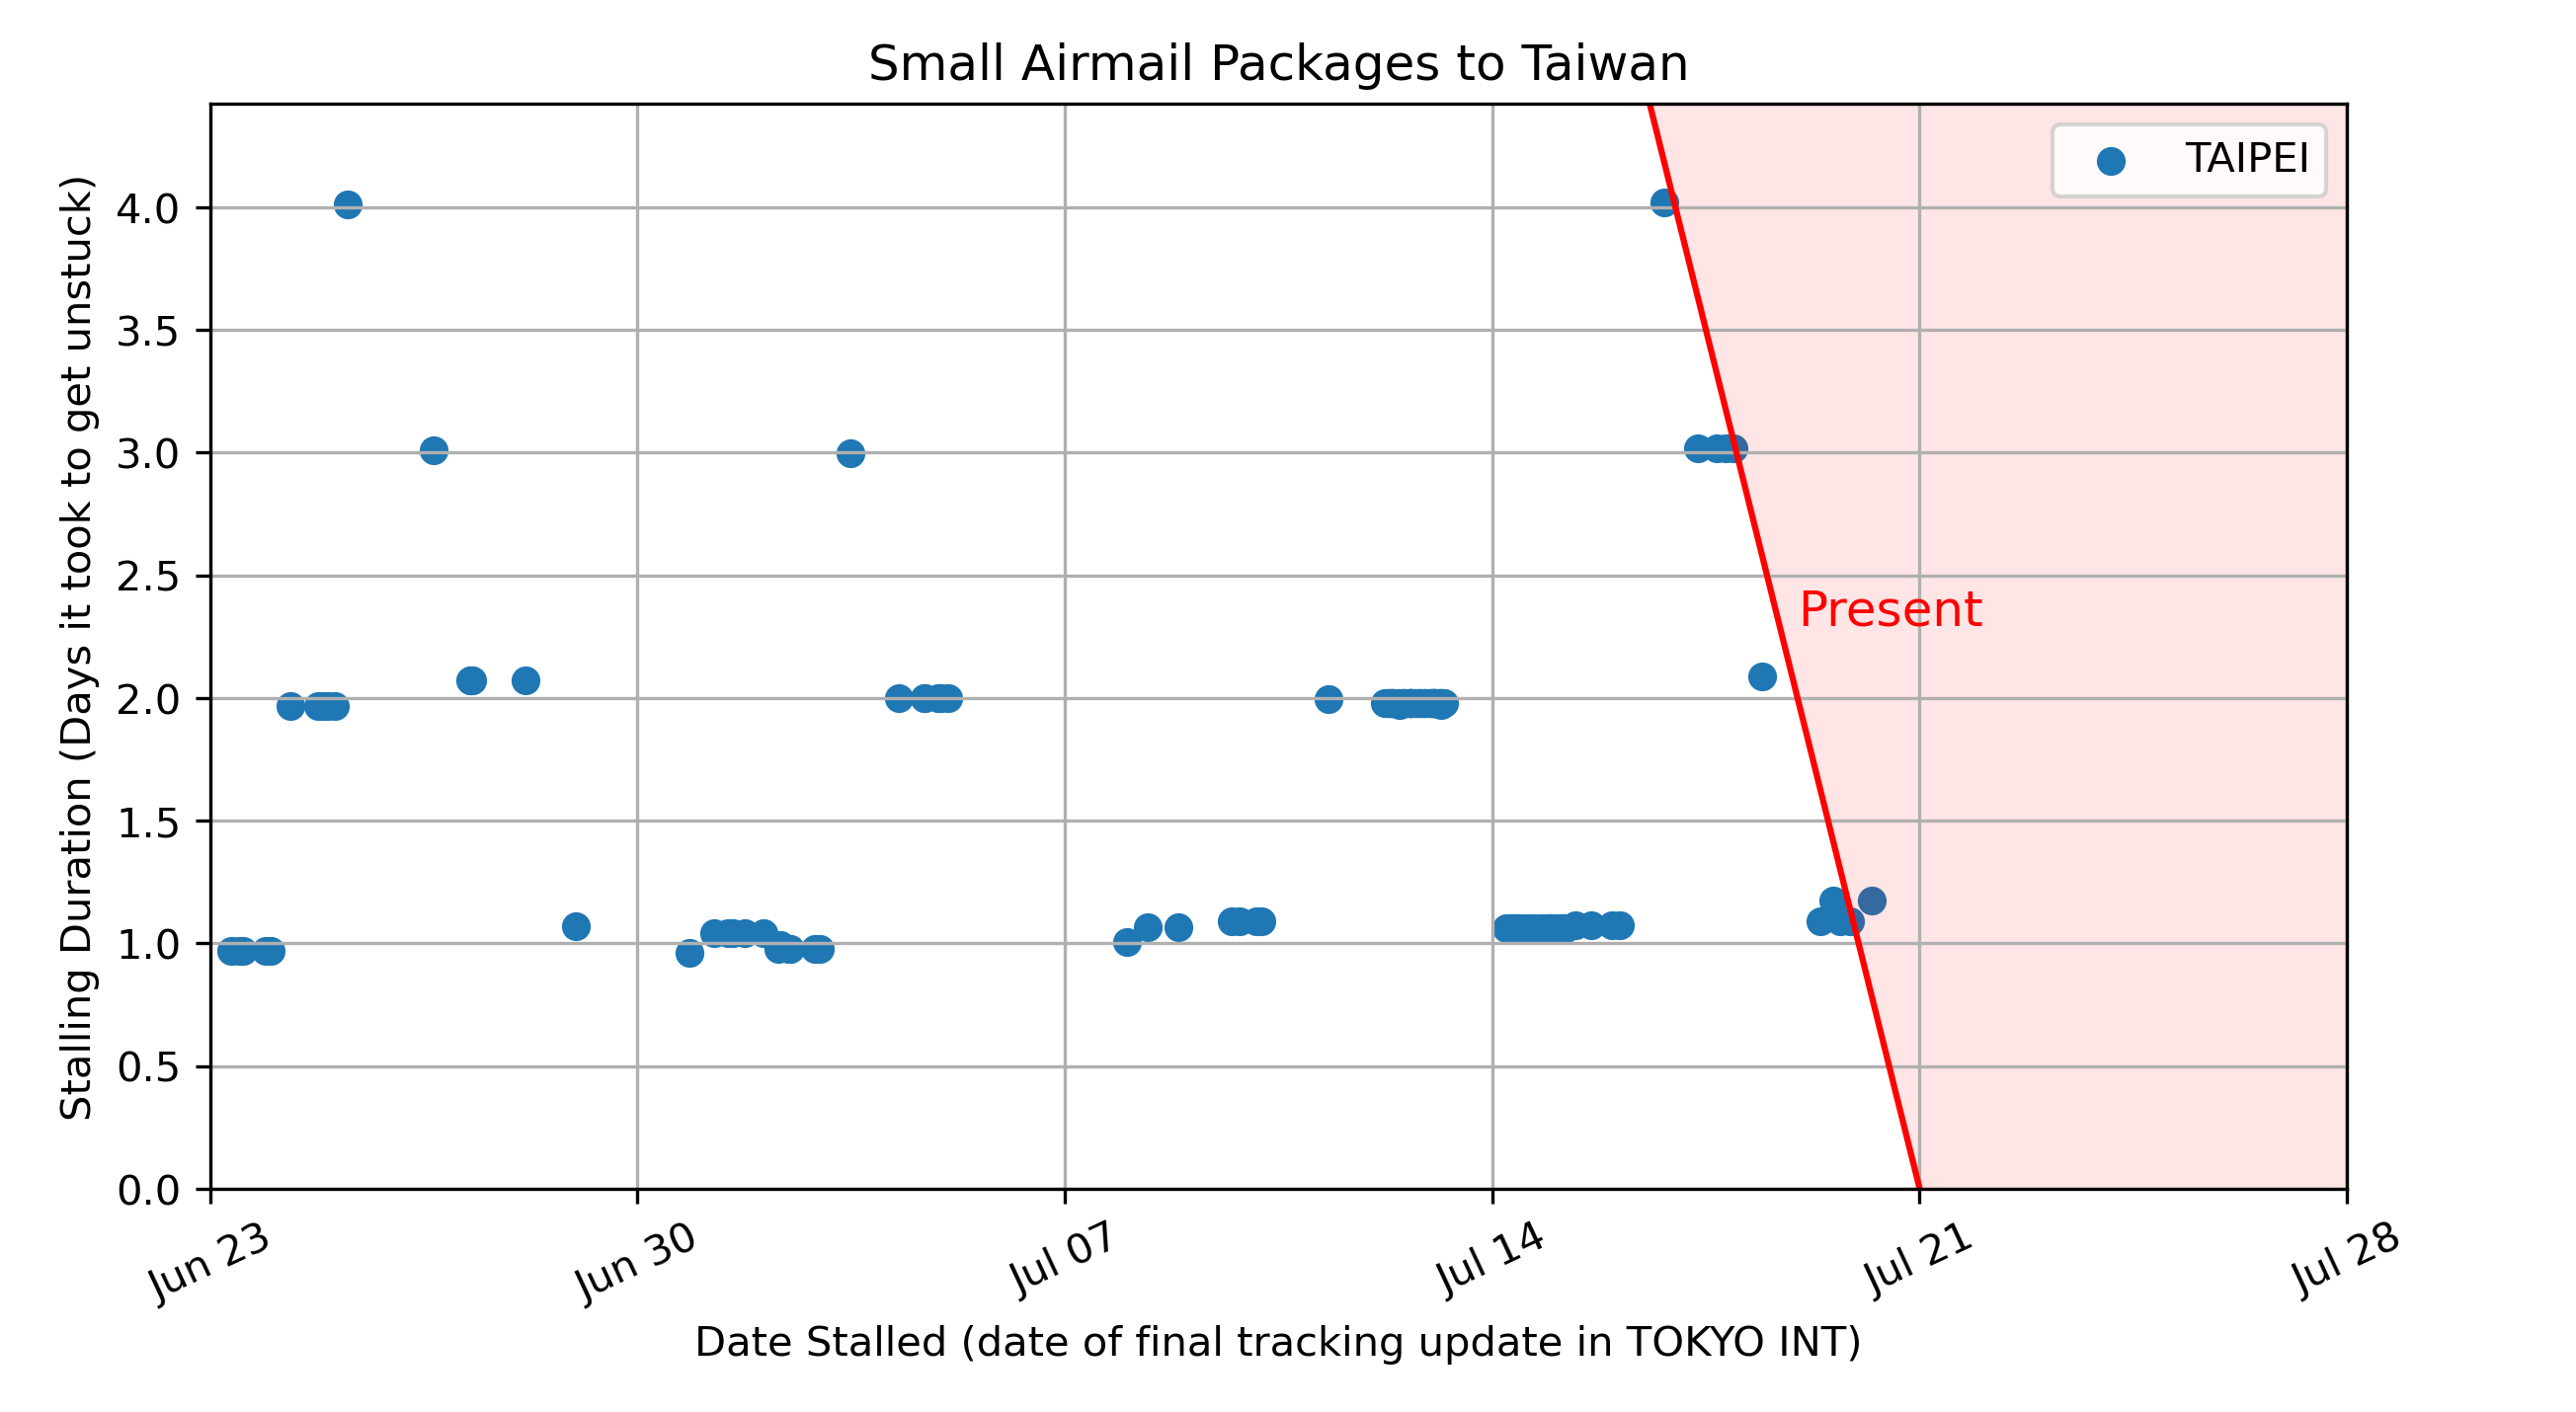 Small Airmail Packages to Taiwan
TAIPEI
Stalling Duration (Days it took to get unstuck)
4.0
3.5
3.0
2.5
2.0
1.5
1.0
0.5
0.0
Present
Jun 23
Jun 30
Jul 07
Jul 14
Jul 21
Jul 28
Date Stalled (date of final tracking update in TOKYO INT)